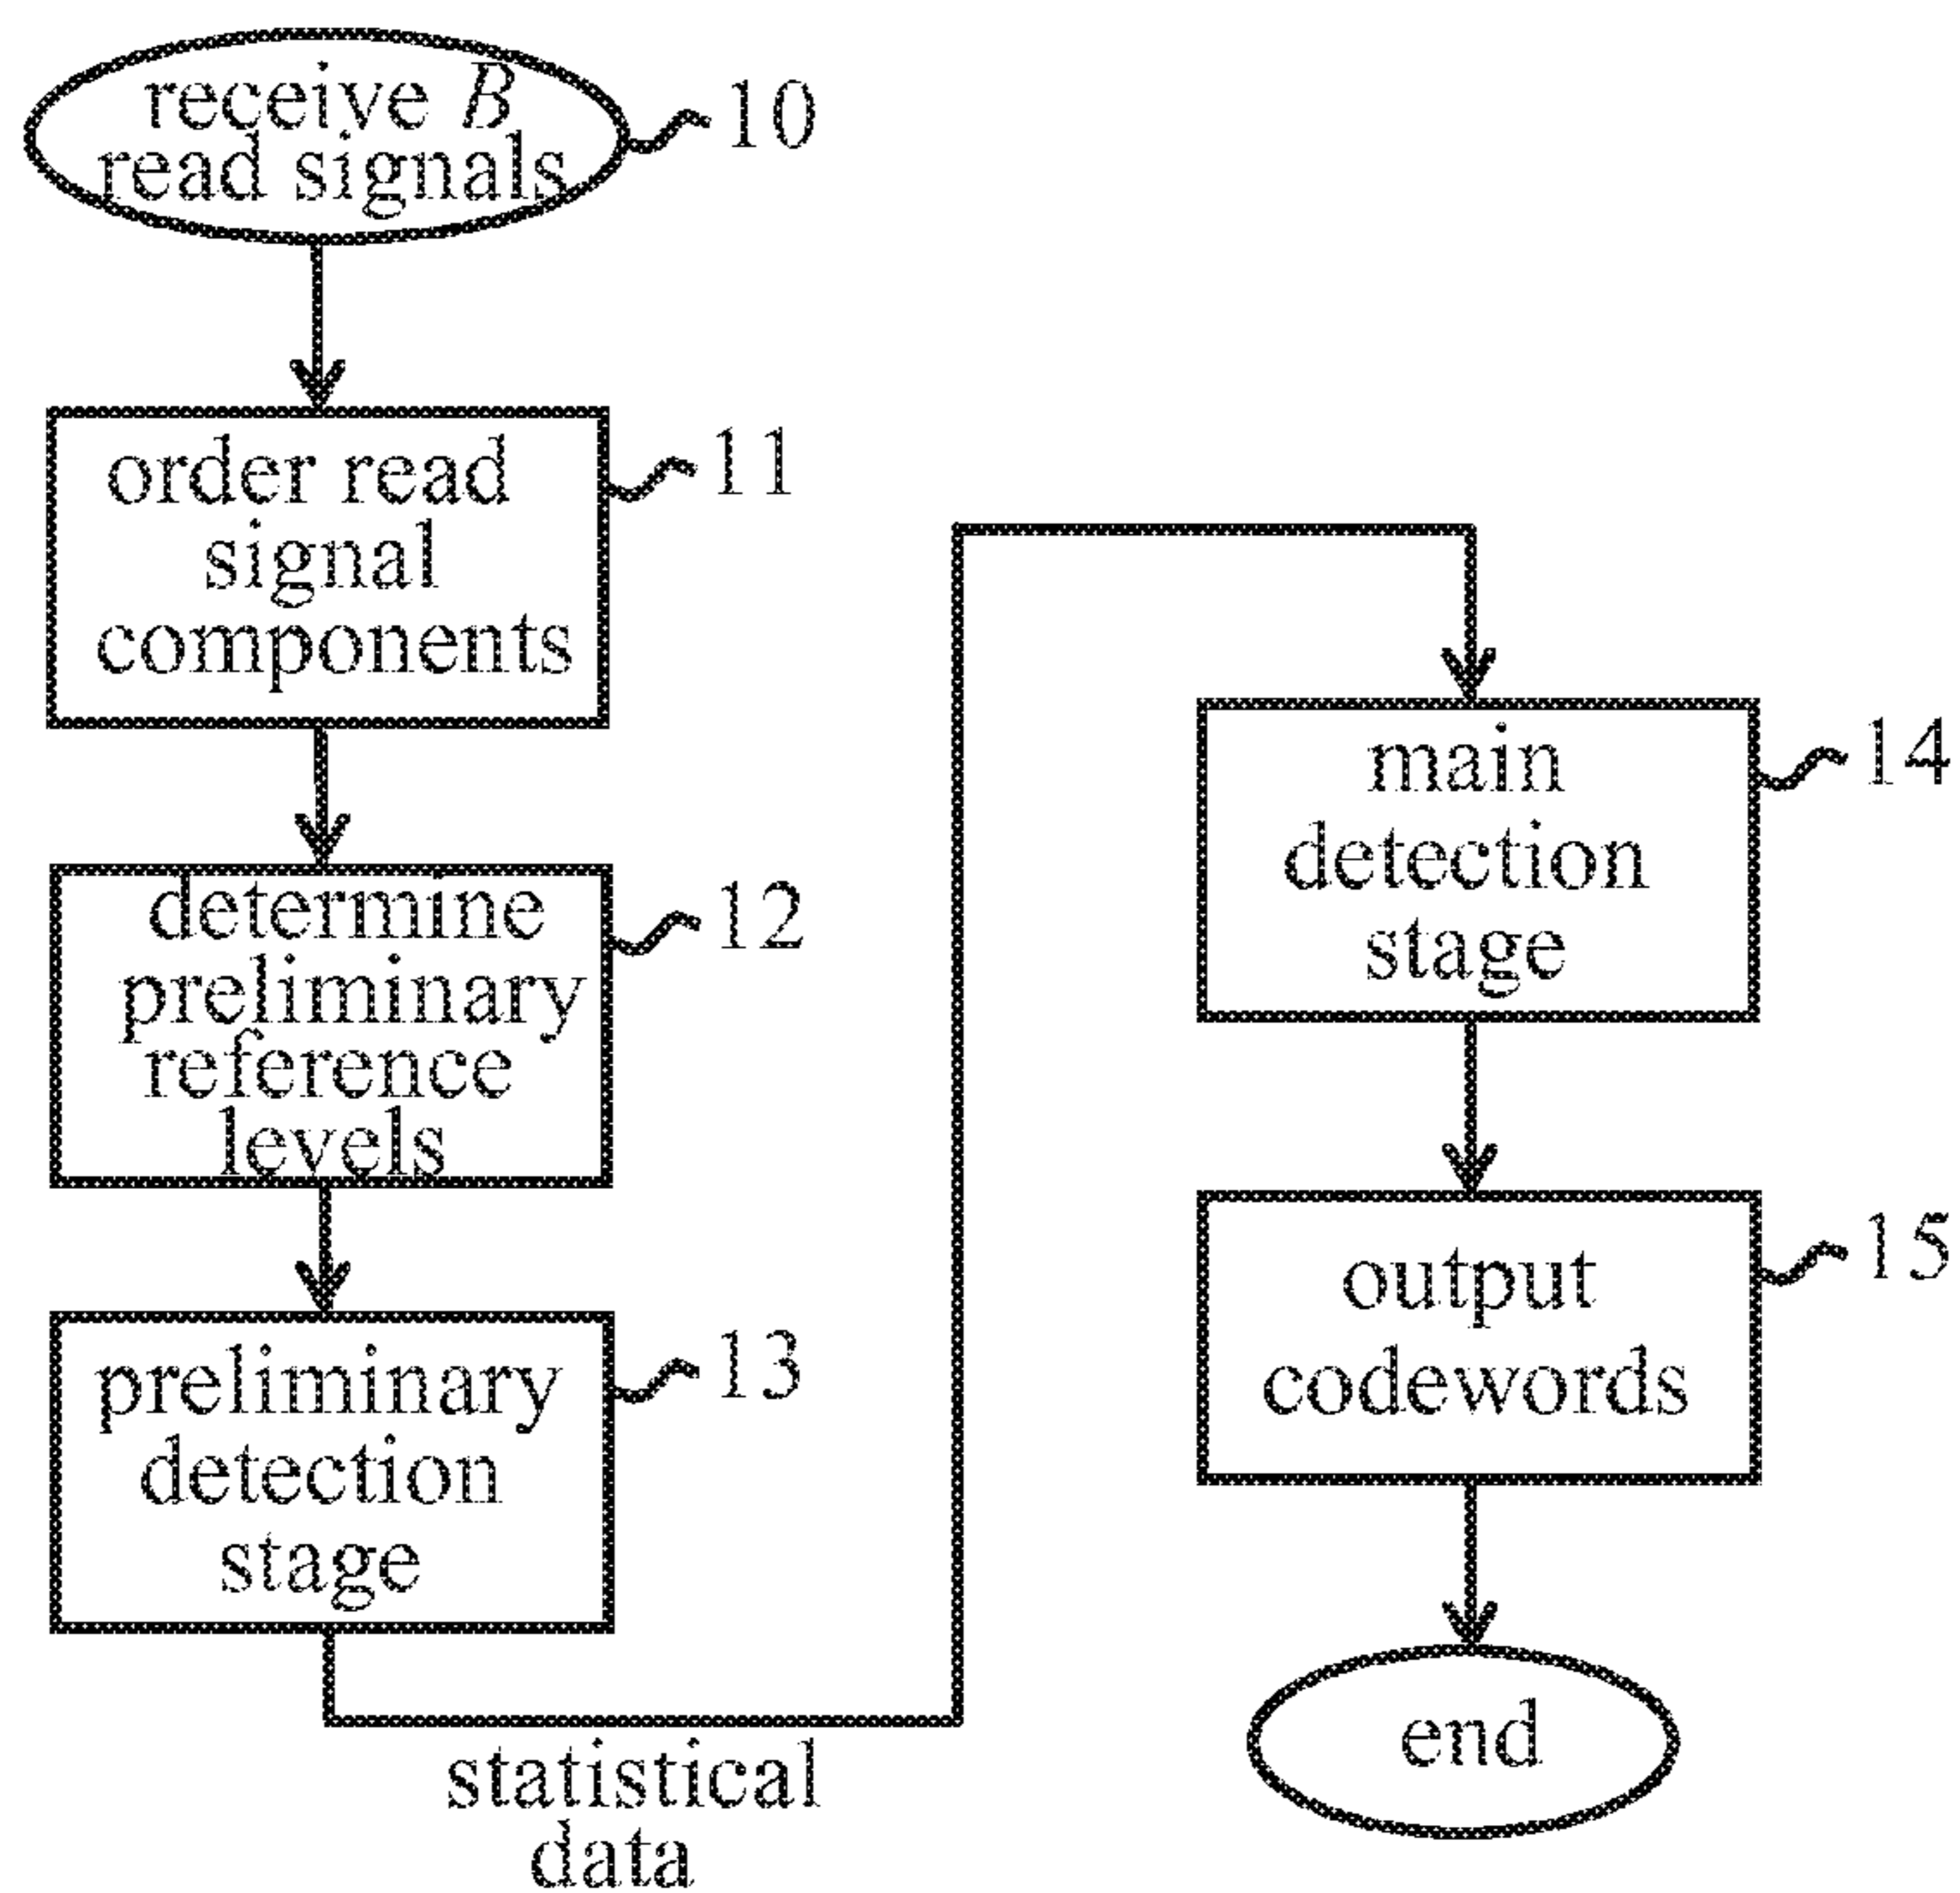 receive B
read signals
10
order read
signal
components
11
determine
preliminary
reference
levels
12
preliminary
detection
stage
13
statistical
data
main
detection
stage
14
output
codewords
15
end